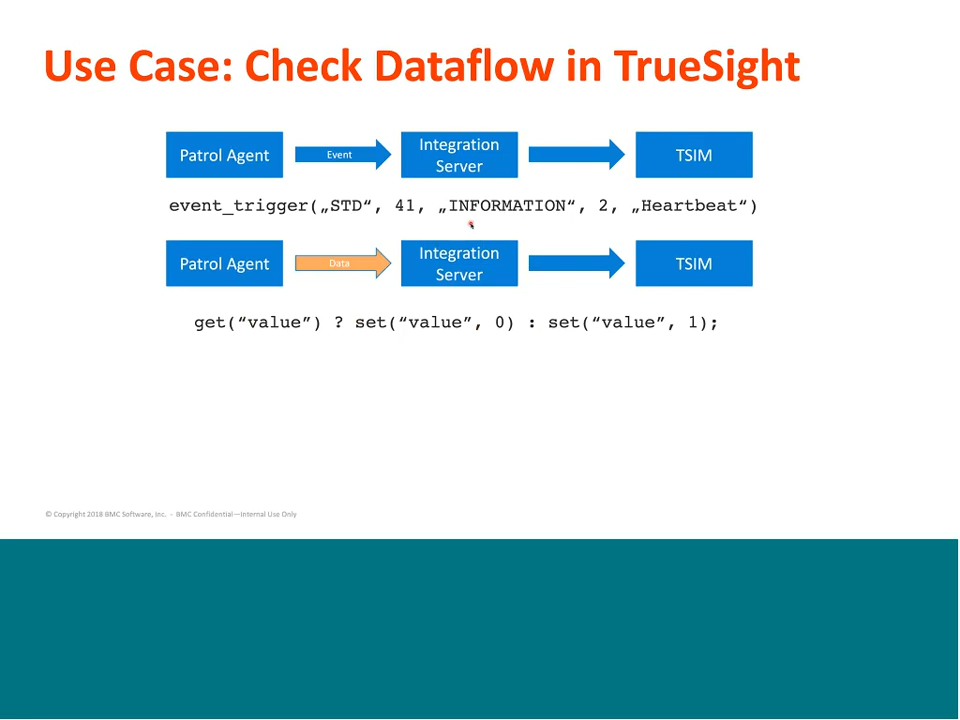 Use Case: Check Dataflow in TrueSight
Patrol Agent
Event
Integration
Server
TSIM
event_trigger(„STD“, 41, „INFORMATION“, 2, „Heartbeat“)
Patrol Agent
Data
Integration
Server
TSIM
get(“value”) ? set(“value”, 0) : set(“value”, 1);
© Copyright 2018 BMC Software, Inc. - BMC Confidential—Internal Use Only